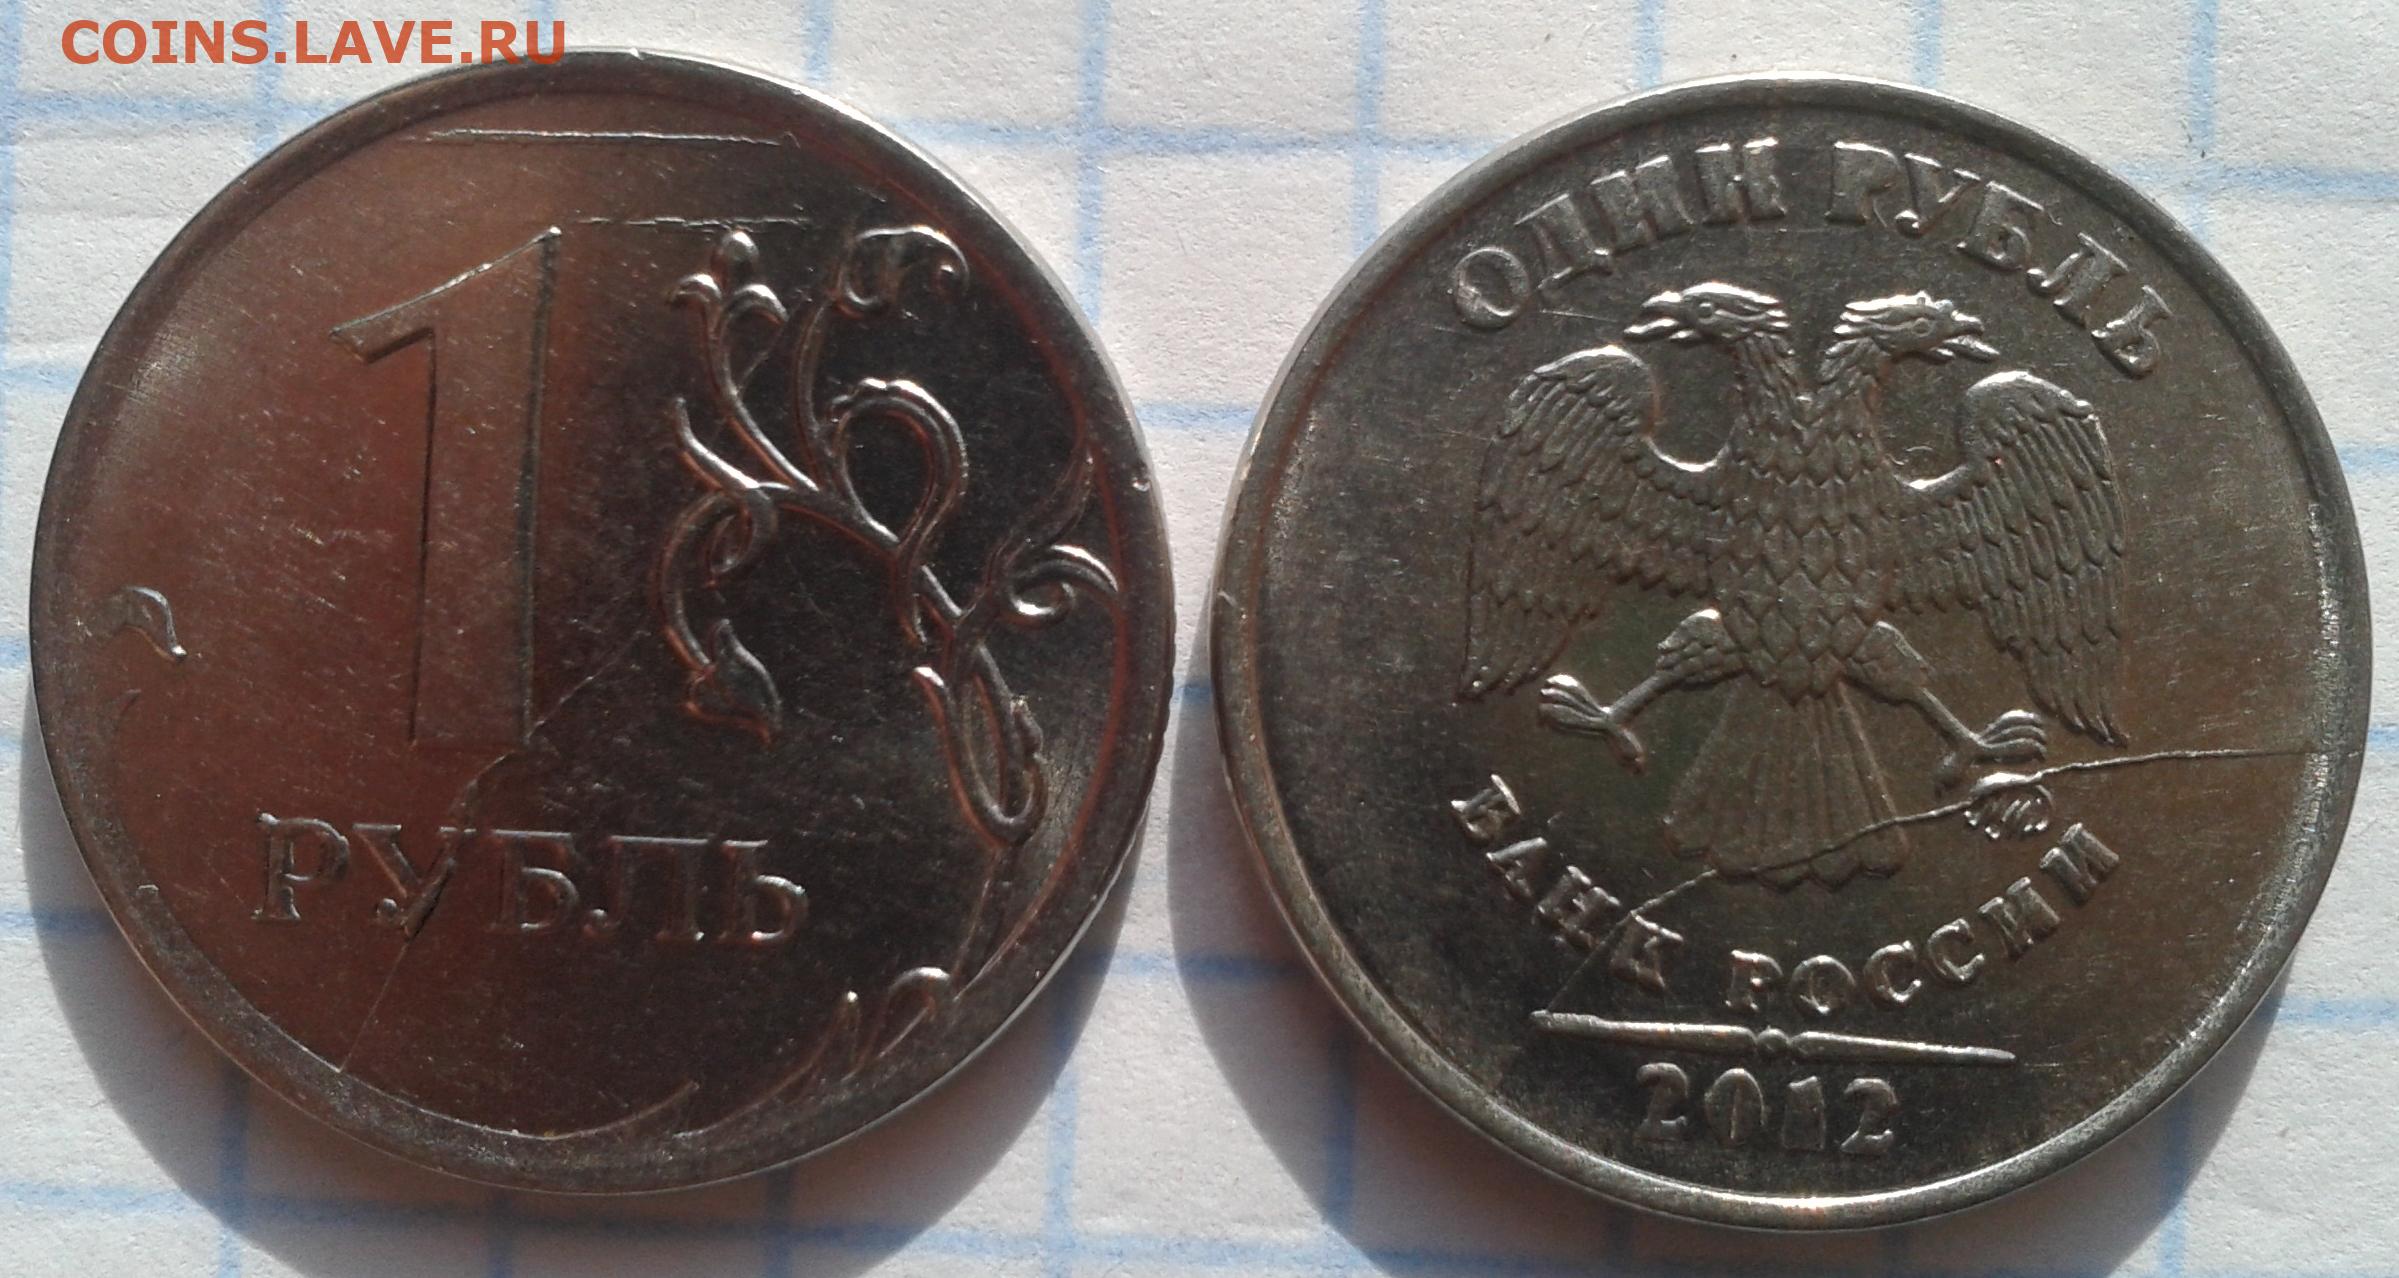 COINS.LAVE.RU
1
РУБЛЬ
ОДИН РУБЛЬ
БАНК РОССИИ
2012